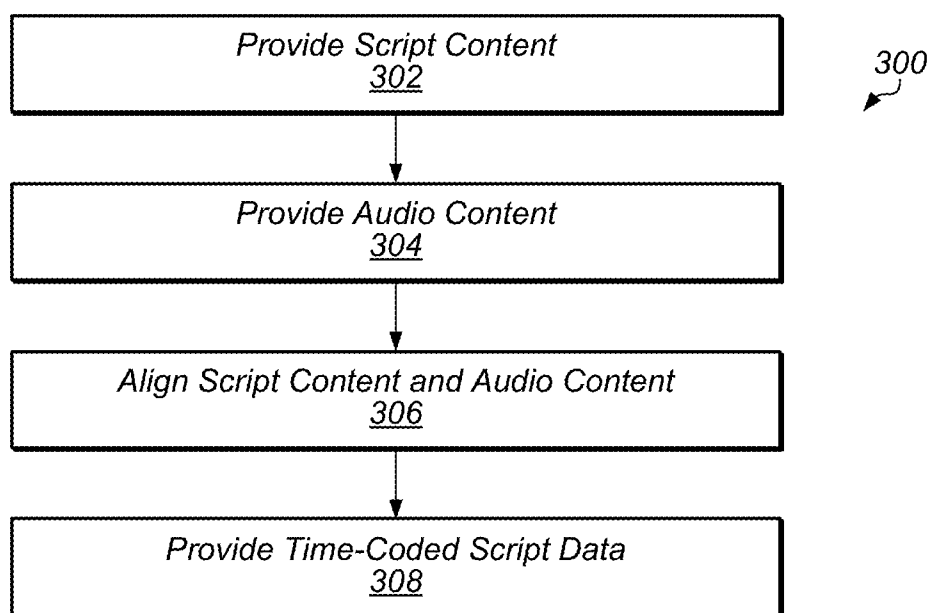 Provide Script Content
302
300
Provide Audio Content
304
Align Script Content and Audio Content
306
Provide Time-Coded Script Data
308